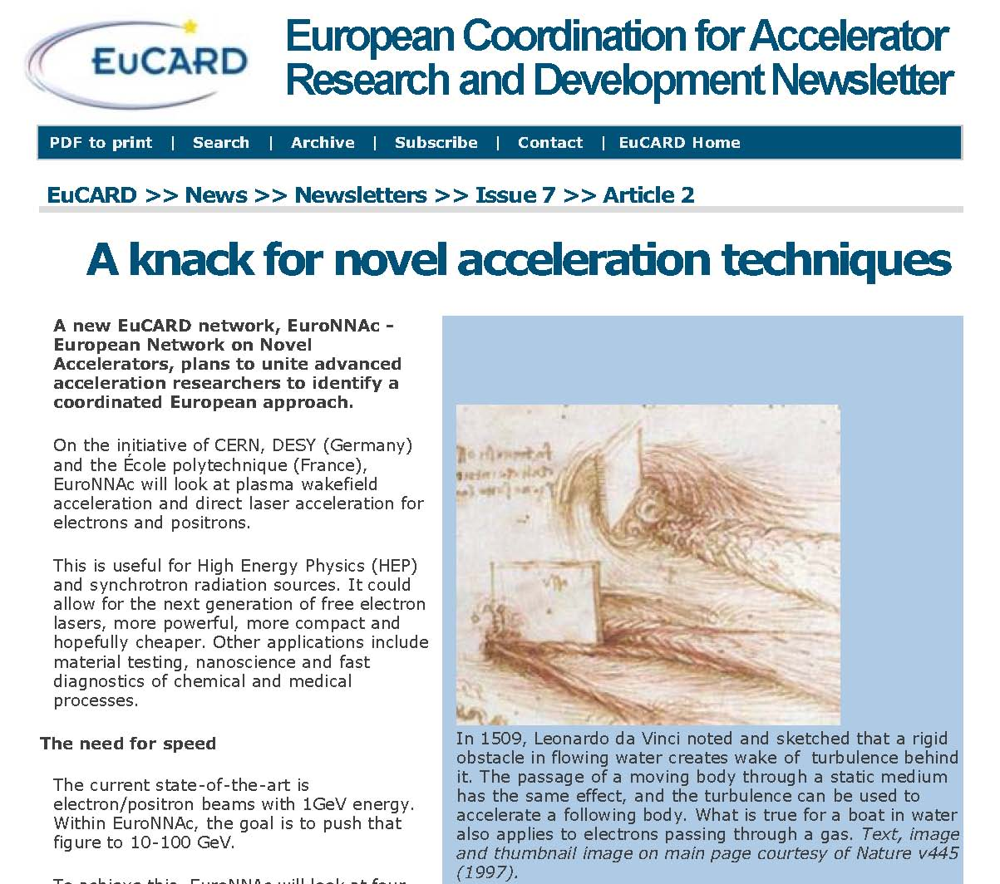 EuCARD
European Coordination for Accelerator
Research and Development Newsletter
PDF to print | Search | Archive | Subscribe | Contact | EuCARD Home
EuCARD >> News >> Newsletters >> Issue 7 >> Article 2
A knack for novel acceleration techniques
A new EuCARD network, EuroNNAc -
European Network on Novel
Accelerators, plans to unite advanced
acceleration researchers to identify a
coordinated European approach.
On the initiative of CERN, DESY (Germany)
and the École polytechnique (France),
EuroNNAc will look at plasma wakefield
acceleration and direct laser acceleration for
electrons and positrons.
This is useful for High Energy Physics (HEP)
and synchrotron radiation sources. It could
allow for the next generation of free electron
lasers, more powerful, more compact and
hopefully cheaper. Other applications include
material testing, nanoscience and fast
diagnostics of chemical and medical
processes.
The need for speed
The current state-of-the-art is
electron/positron beams with 1GeV energy.
Within EuroNNAc, the goal is to push that
figure to 10-100 GeV.
To achieve this, EuroNNAc will look at four
In 1509, Leonardo da Vinci noted and sketched that a rigid
obstacle in flowing water creates wake of turbulence behind
it. The passage of a moving body through a static medium
has the same effect, and the turbulence can be used to
accelerate a following body. What is true for a boat in water
also applies to electrons passing through a gas. Text, image
and thumbnail image on main page courtesy of Nature v445
(1997).